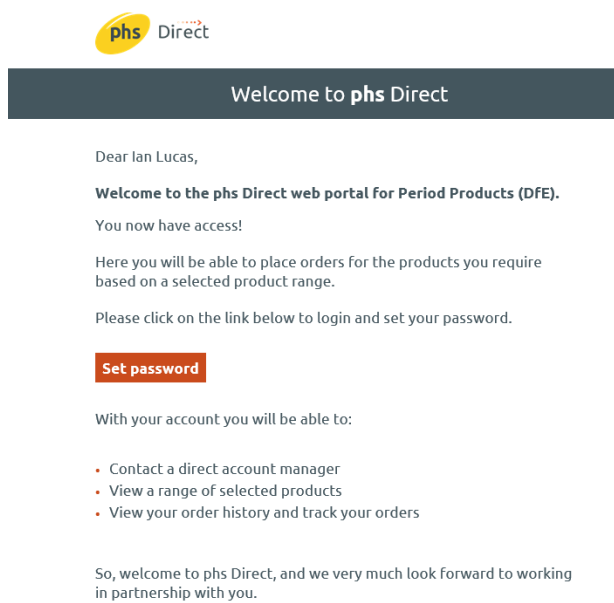 phs Direct
Welcome to phs Direct
Dear Ian Lucas,
Welcome to the phs Direct web portal for Period Products (DfE).
You now have access!
Here you will be able to place orders for the products you require
based on a selected product range.
Please click on the link below to login and set your password.
Set password
With your account you will be able to:
• Contact a direct account manager
• View a range of selected products
• View your order history and track your orders
So, welcome to phs Direct, and we very much look forward to working
in partnership with you.